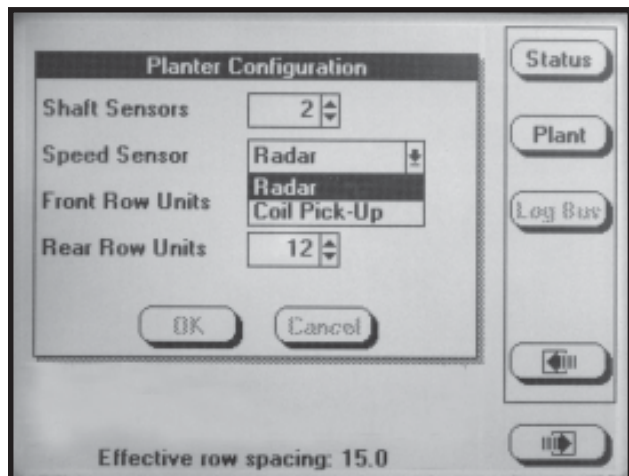 Planter Configuration
Shaft Sensors 2
Speed Sensor Radar
Radar
Front Row Units
Coil Pick-Up
Rear Row Units 12
OK Cancel
Effective row spacing: 15.0
Status
Plant
Log Bus